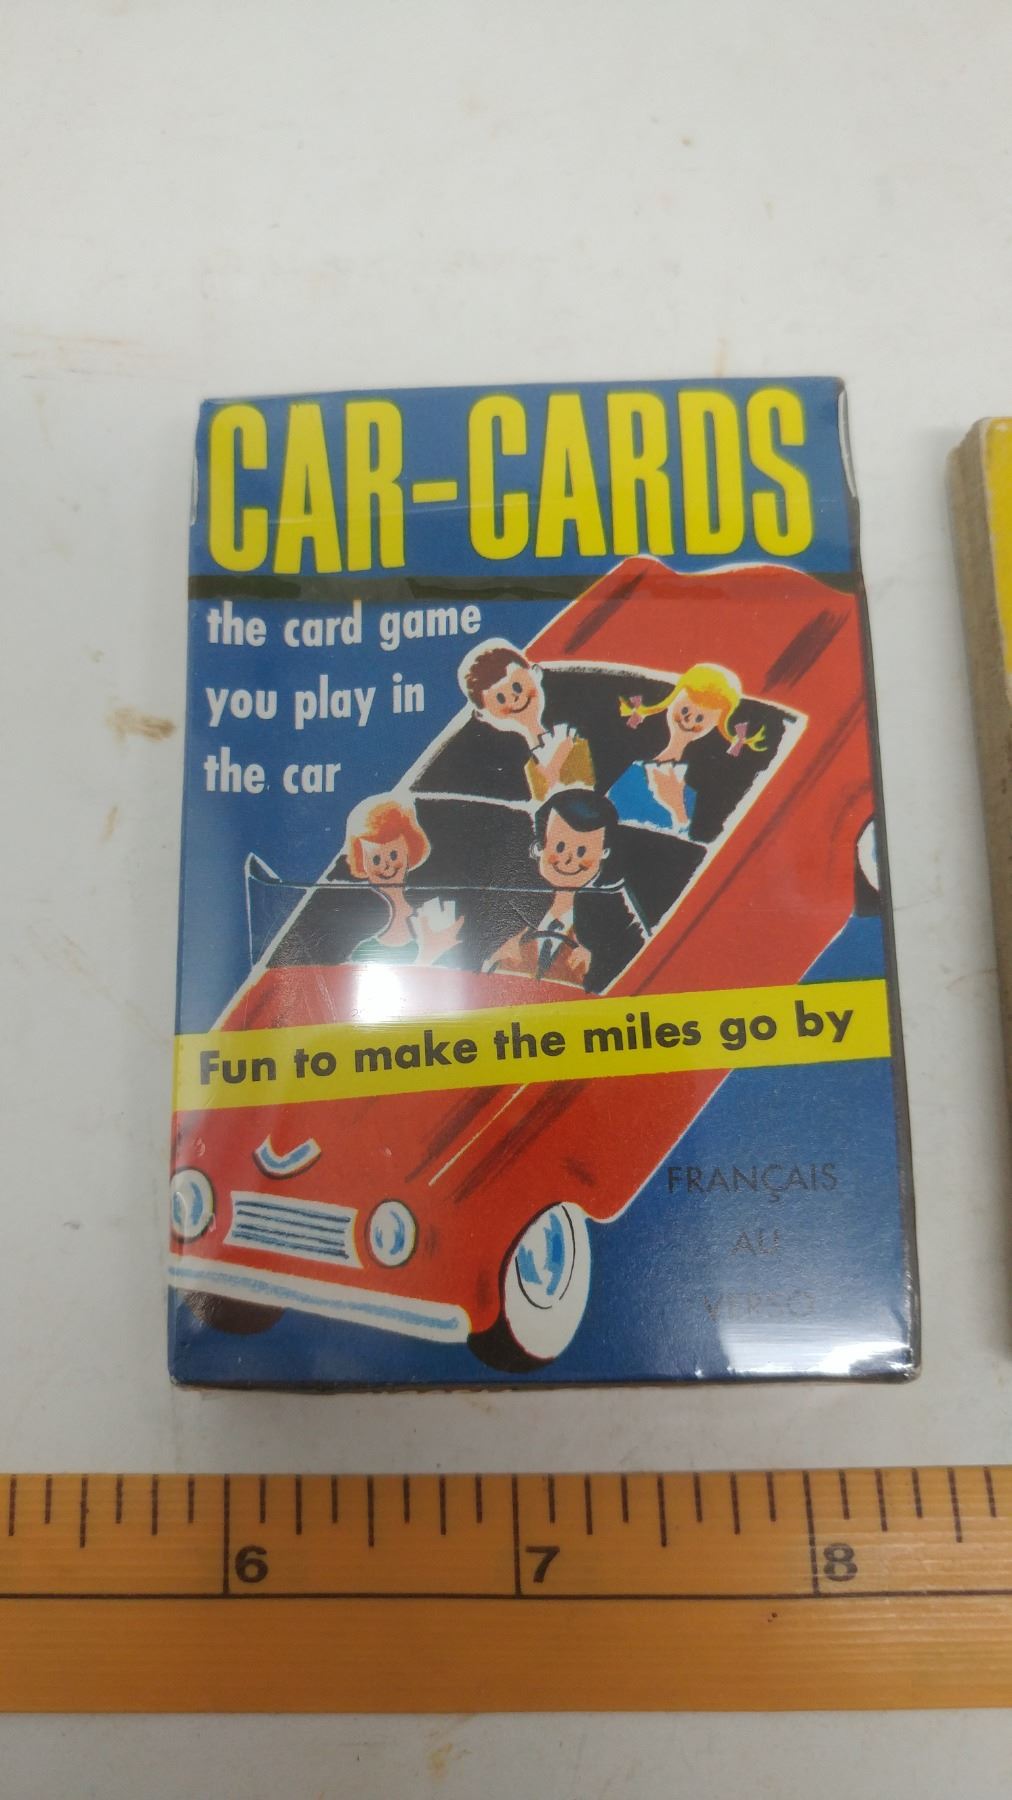 CAR-CARDS
the card game
you play in
the car
Fun to make the miles go by
FRANÇAIS
AU
VERSO
6 7 8